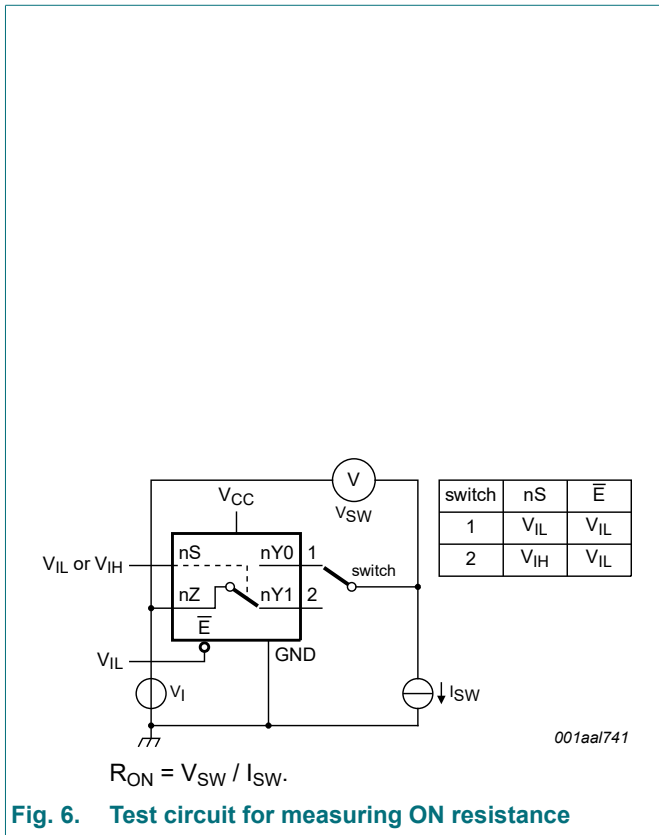 V
VSW
VCC
switch nS E̅
1 VIL VIL
2 VIH VIL
VIL or VIH
nS nY0 1
switch
nZ nY1 2
E̅
VIL
GND
VI
ISW
001aal741
RON = VSW / ISW.
Fig. 6. Test circuit for measuring ON resistance